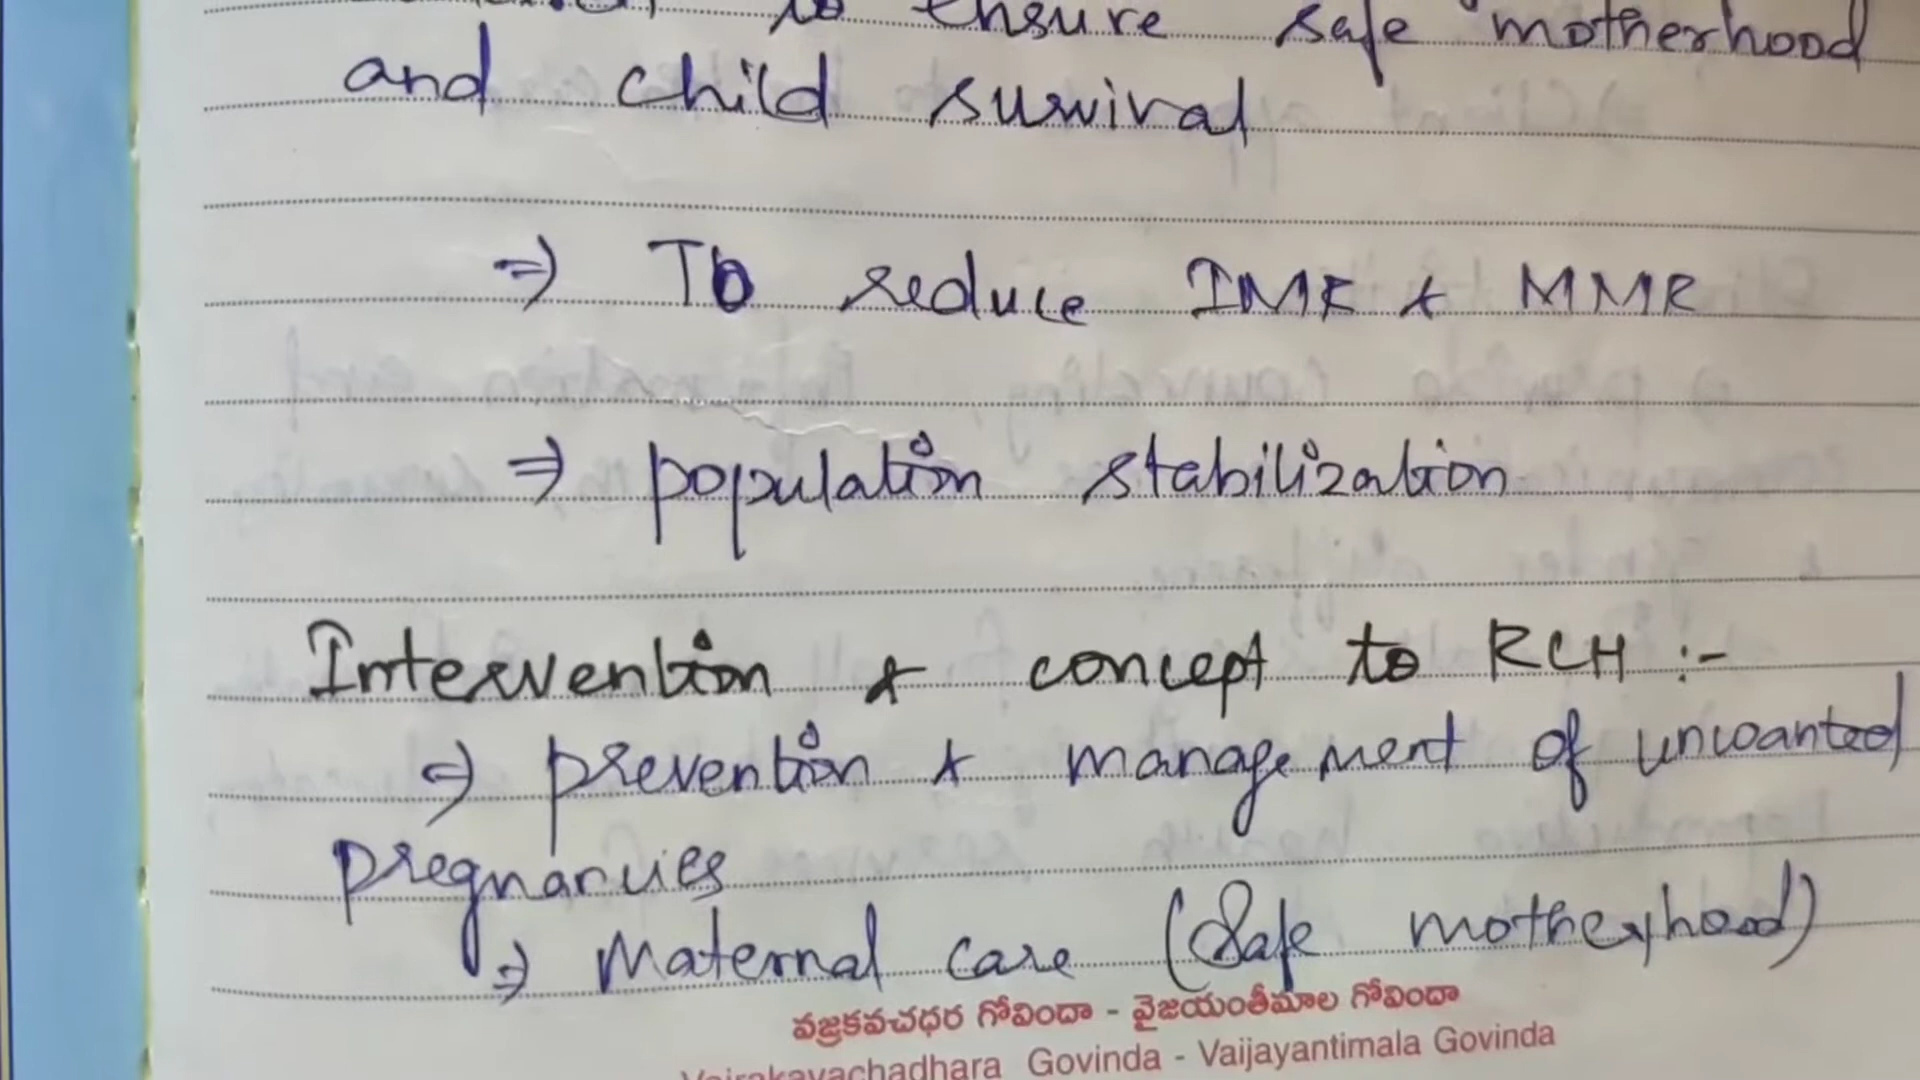 to ensure safe motherhood
and child survival
⇒ To reduce IMR & MMR
⇒ population stabilization
Intervention & concept to RCH :-
⇒ prevention & management of unwanted
pregnancies
⇒ Maternal care (Safe motherhood)
వజ్రకవచధర గోవిందా - వైజయంతీమాల గోవిందా
Vajrakavachadhara Govinda - Vaijayantimala Govinda